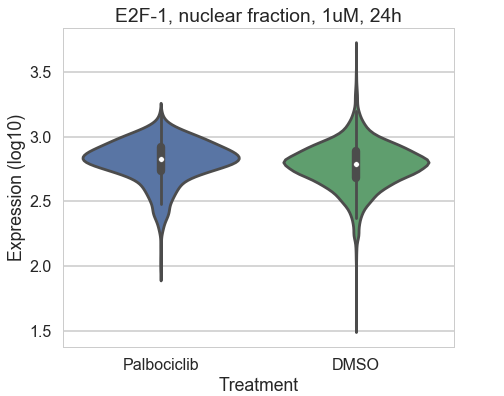 E2F-1, nuclear fraction, 1uM, 24h
Expression (log10)
3.5
3.0
2.5
2.0
1.5
Palbociclib DMSO
Treatment